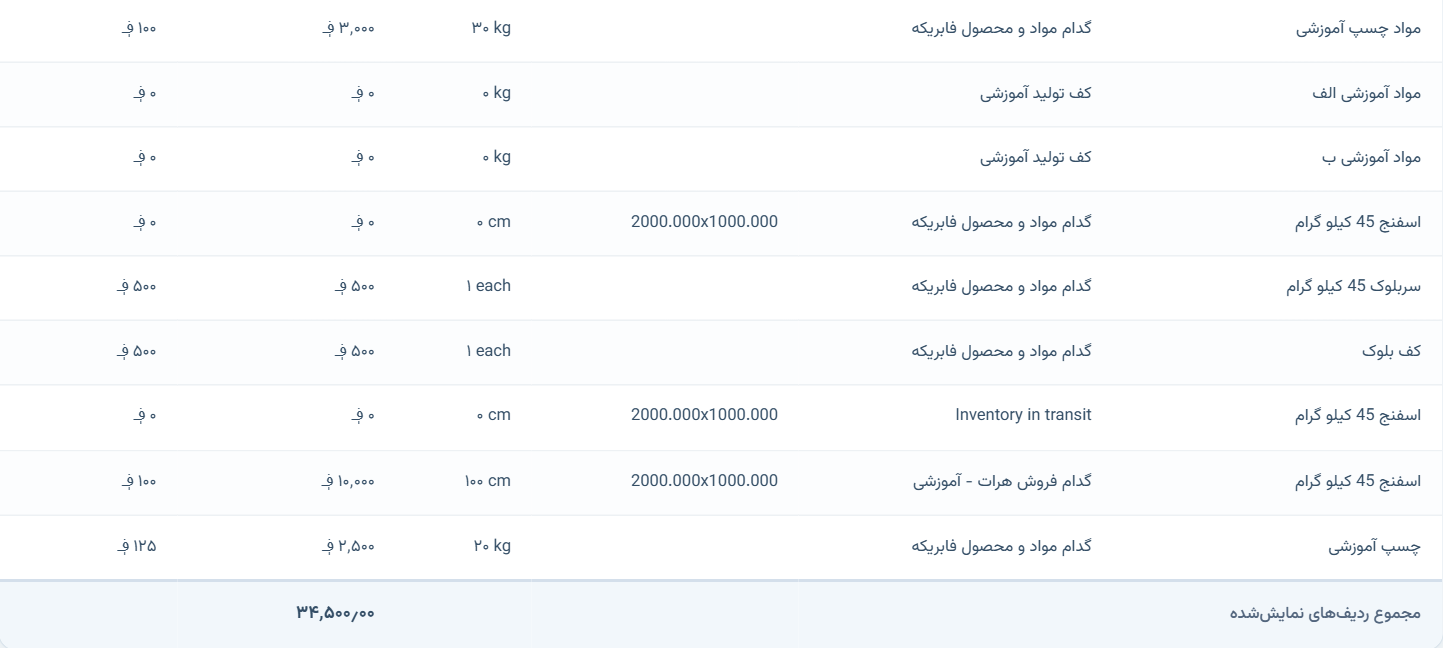 مواد چسپ آموزشی گدام مواد و محصول فابریکه ۳۰ kg ۳,۰۰۰ ؋ ۱۰۰ ؋
مواد آموزشی الف کف تولید آموزشی ۰ kg ۰ ؋ ۰ ؋
مواد آموزشی ب کف تولید آموزشی ۰ kg ۰ ؋ ۰ ؋
اسفنج 45 کیلو گرام گدام مواد و محصول فابریکه 2000.000x1000.000 ۰ cm ۰ ؋ ۰ ؋
سربلوک 45 کیلو گرام گدام مواد و محصول فابریکه ۱ each ۵۰۰ ؋ ۵۰۰ ؋
کف بلوک گدام مواد و محصول فابریکه ۱ each ۵۰۰ ؋ ۵۰۰ ؋
اسفنج 45 کیلو گرام Inventory in transit 2000.000x1000.000 ۰ cm ۰ ؋ ۰ ؋
اسفنج 45 کیلو گرام گدام فروش هرات - آموزشی 2000.000x1000.000 ۱۰۰ cm ۱۰,۰۰۰ ؋ ۱۰۰ ؋
چسپ آموزشی گدام مواد و محصول فابریکه ۲۰ kg ۲,۵۰۰ ؋ ۱۲۵ ؋
مجموع ردیف‌های نمایش‌شده ۳۴,۵۰۰٫۰۰